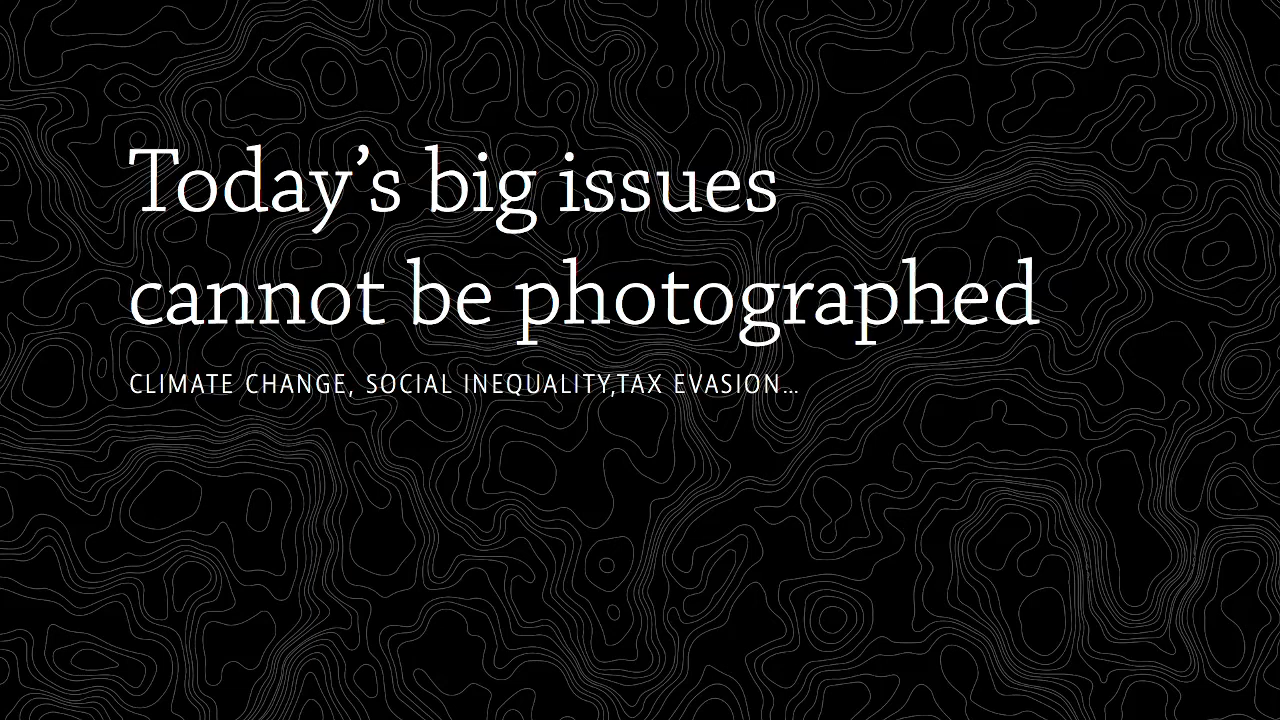 Today’s big issues
cannot be photographed
CLIMATE CHANGE, SOCIAL INEQUALITY,TAX EVASION…